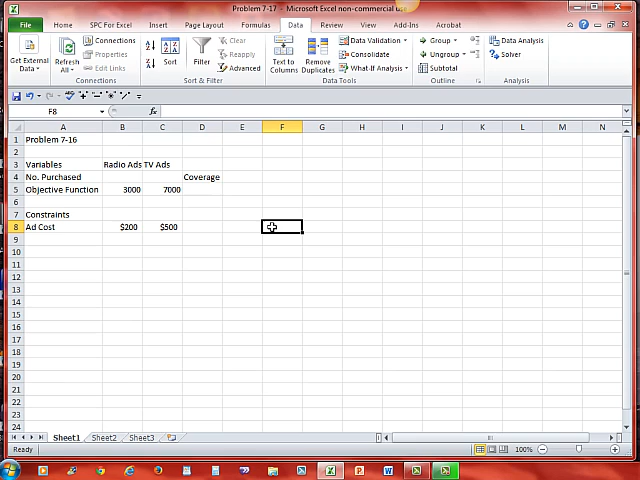 Problem 7-17 - Microsoft Excel non-commercial use
File Home SPC For Excel Insert Page Layout Formulas Data Review View Add-Ins Acrobat
Get External Data
Refresh All
Connections
Properties
Edit Links
Connections
Sort
Filter
Clear
Reapply
Advanced
Sort & Filter
Text to Columns
Remove Duplicates
Data Validation
Consolidate
What-If Analysis
Data Tools
Group
Ungroup
Subtotal
Outline
Data Analysis
Solver
Analysis
F8 fx
A B C D E F G H I J K L M N
1 Problem 7-16
2
3 Variables Radio Ads TV Ads
4 No. Purchased Coverage
5 Objective Function 3000 7000
6
7 Constraints
8 Ad Cost $200 $500
9
10
11
12
13
14
15
16
17
18
19
20
21
22
23
24
Sheet1 Sheet2 Sheet3
Ready 100%